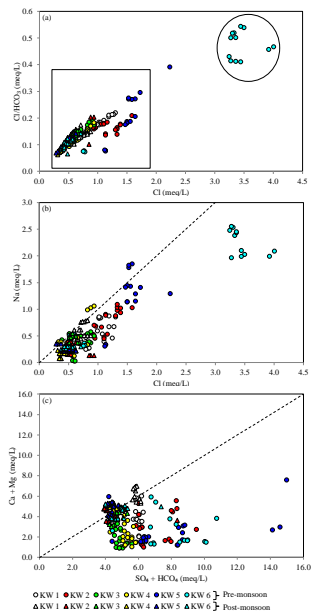 (a)
0.6
0.5
0.4
0.3
0.2
0.1
0.0
Cl/HCO₃ (meq/L)
0.0 0.5 1.0 1.5 2.0 2.5 3.0 3.5 4.0 4.5
Cl (meq/L)
(b)
3.0
2.5
2.0
1.5
1.0
0.5
0.0
Na (meq/L)
0.0 0.5 1.0 1.5 2.0 2.5 3.0 3.5 4.0 4.5
Cl (meq/L)
(c)
16.0
14.0
12.0
10.0
8.0
6.0
4.0
2.0
0.0
Ca + Mg (meq/L)
0.0 2.0 4.0 6.0 8.0 10.0 12.0 14.0 16.0
SO₄ + HCO₃ (meq/L)
KW 1 KW 2 KW 3 KW 4 KW 5 KW 6 Pre-monsoon
KW 1 KW 2 KW 3 KW 4 KW 5 KW 6 Post-monsoon